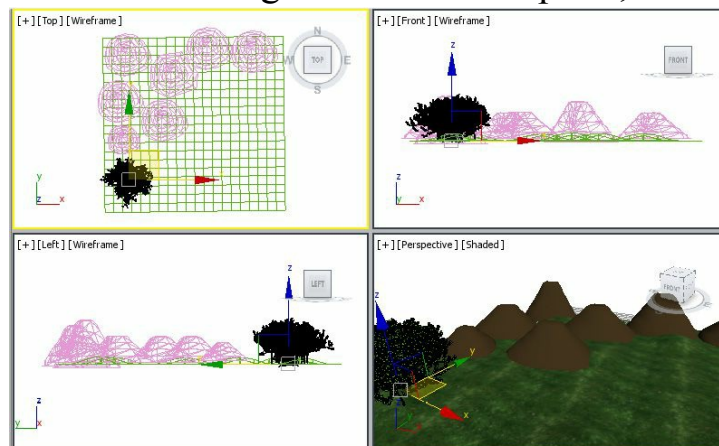 [+] [Top] [Wireframe]
N
W
TOP
E
S
y
z
x
[+] [Front] [Wireframe]
z
FRONT
z
x
[+] [Left] [Wireframe]
z
LEFT
z
y
[+] [Perspective] [Shaded]
z
FRONT
y
x
z
x